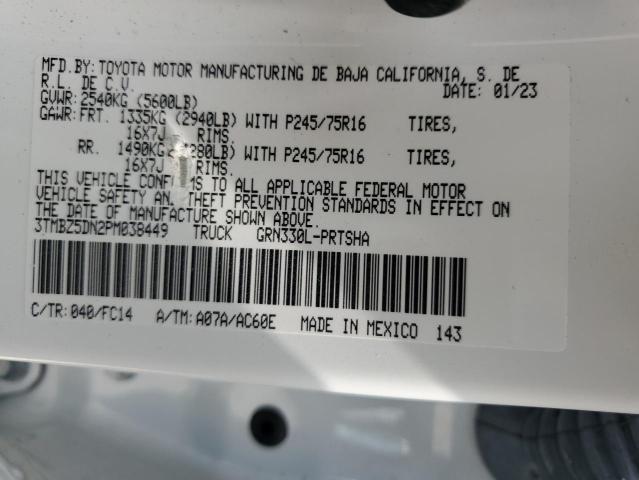 MFD.BY: TOYOTA MOTOR MANUFACTURING DE BAJA CALIFORNIA, S. DE
R.L. DE C.V. DATE: 01/23
GVWR: 2540KG (5600LB)
GAWR: FRT. 1335KG (2940LB) WITH P245/75R16 TIRES,
16X7J RIMS.
RR. 1490KG 280LB) WITH P245/75R16 TIRES,
16X7J RIMS.
THIS VEHICLE TO ALL APPLICABLE FEDERAL MOTOR
VEHICLE SAFETY THEFT PREVENTION STANDARDS IN EFFECT ON
THE DATE OF MANUFACTURE SHOWN ABOVE.
3TMBZ5DN2PM038449 TRUCK GRN330L-PRTSHA
C/TR: 040/FC14 A/TM: A07A/AC60E MADE IN MEXICO 143